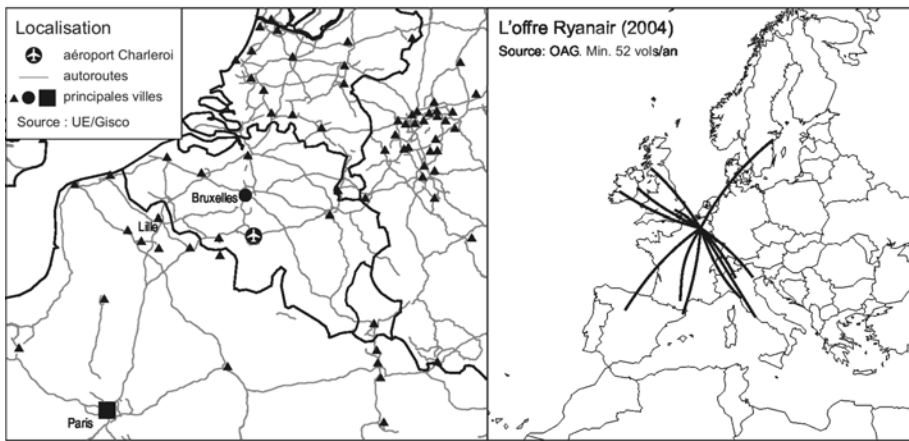 Localisation
aéroport Charleroi
autoroutes
principales villes
Source : UE/Gisco
Bruxelles
Lille
Paris
L'offre Ryanair (2004)
Source: OAG. Min. 52 vols/an